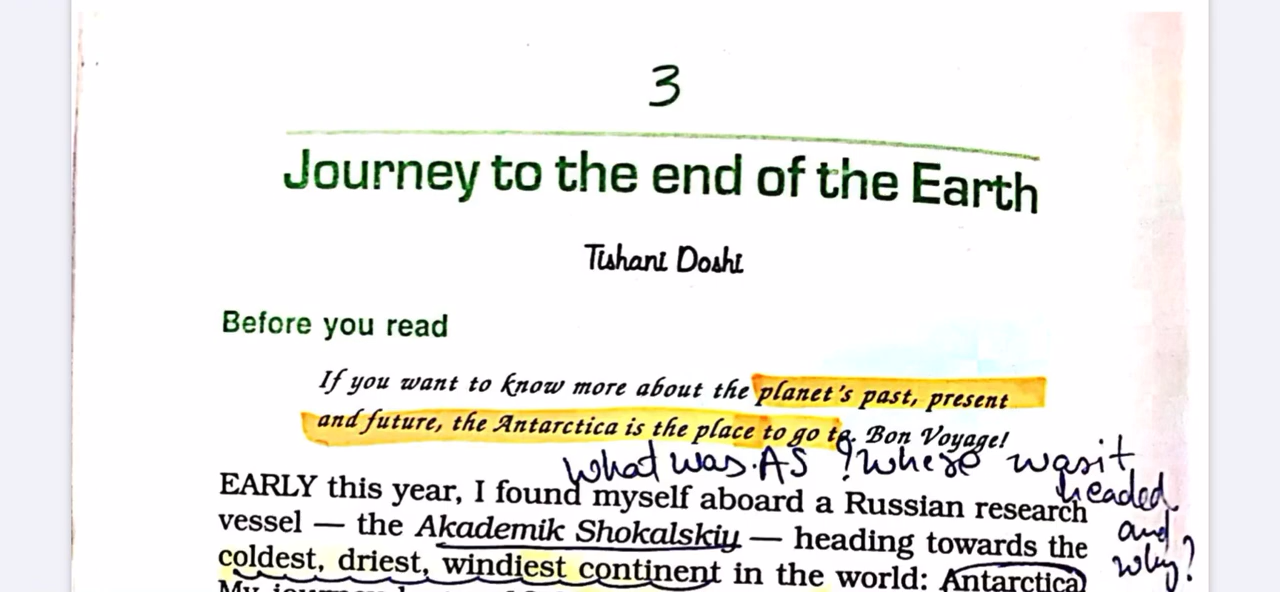 3
Journey to the end of the Earth
Tishani Doshi
Before you read
If you want to know more about the planet's past, present
and future, the Antarctica is the place to go to. Bon Voyage!
What was AS ? where was it
headed
and
why?
EARLY this year, I found myself aboard a Russian research
vessel — the Akademik Shokalskiy — heading towards the
coldest, driest, windiest continent in the world: Antarctica